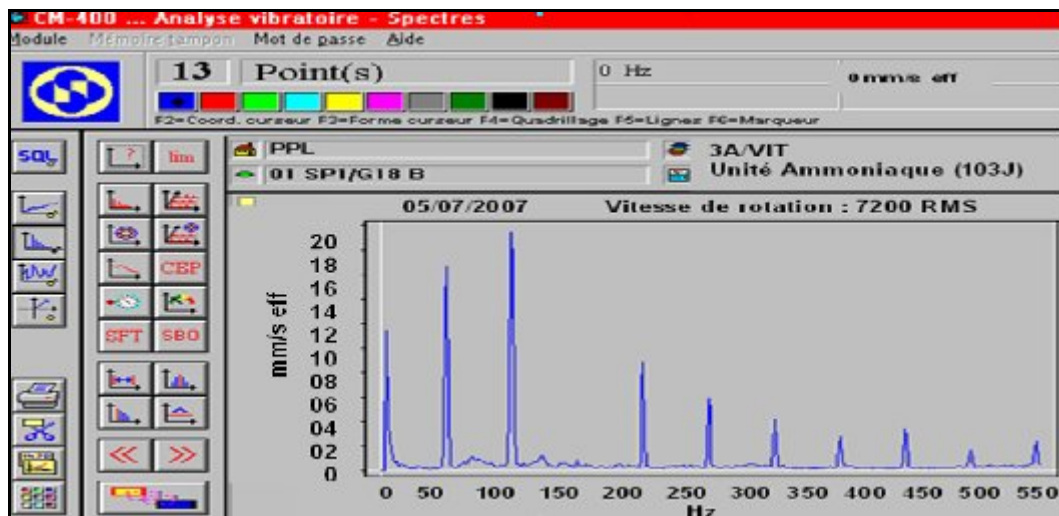 CM-400 ... Analyse vibratoire - Spectres
Module Mémoire tampon Mot de passe Aide
13 Point(s) 0 Hz 0 mm/s eff
F2=Coord. curseur F3=Forme curseur F4=Quadrillage F5=Lignes F6=Marqueur
SQL ? lim PPL 3A/VIT
01 SP1/G18 B Unité Ammoniaque (103J)
05/07/2007 Vitesse de rotation : 7200 RMS
20
18
16
14
12
10
08
06
04
02
0
mm/s eff
CBP
SFT SBO
<< >>
0 50 100 150 200 250 300 350 400 450 500 550
Hz